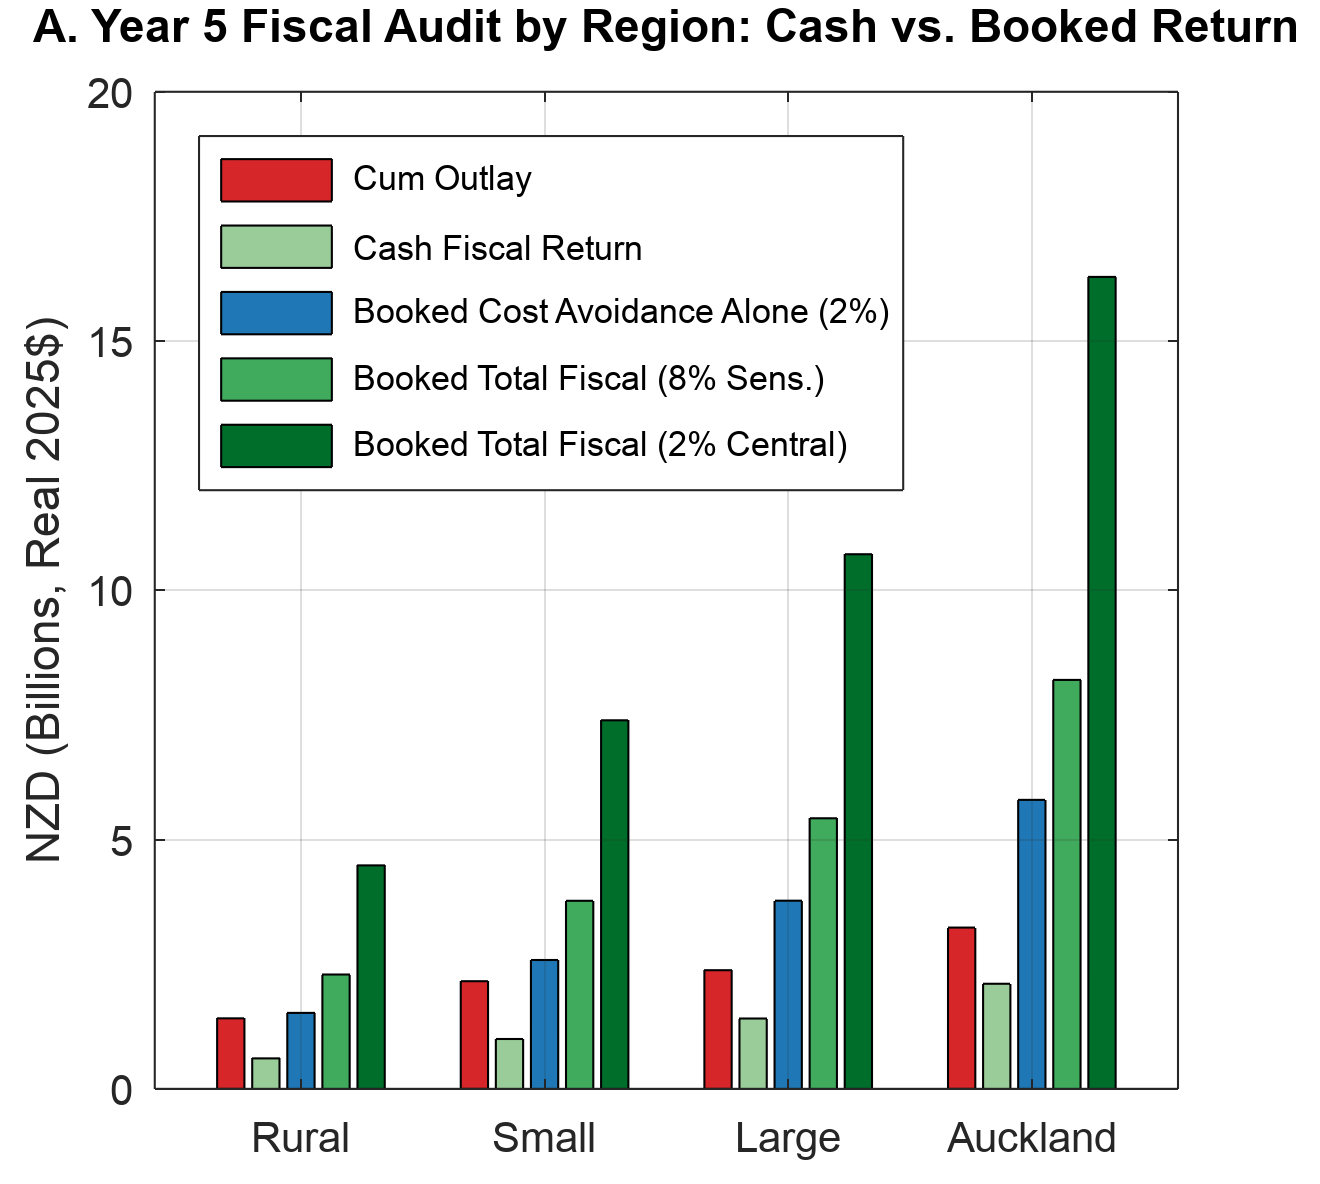 A. Year 5 Fiscal Audit by Region: Cash vs. Booked Return
NZD (Billions, Real 2025$)
20
15
10
5
0
Cum Outlay
Cash Fiscal Return
Booked Cost Avoidance Alone (2%)
Booked Total Fiscal (8% Sens.)
Booked Total Fiscal (2% Central)
Rural
Small
Large
Auckland